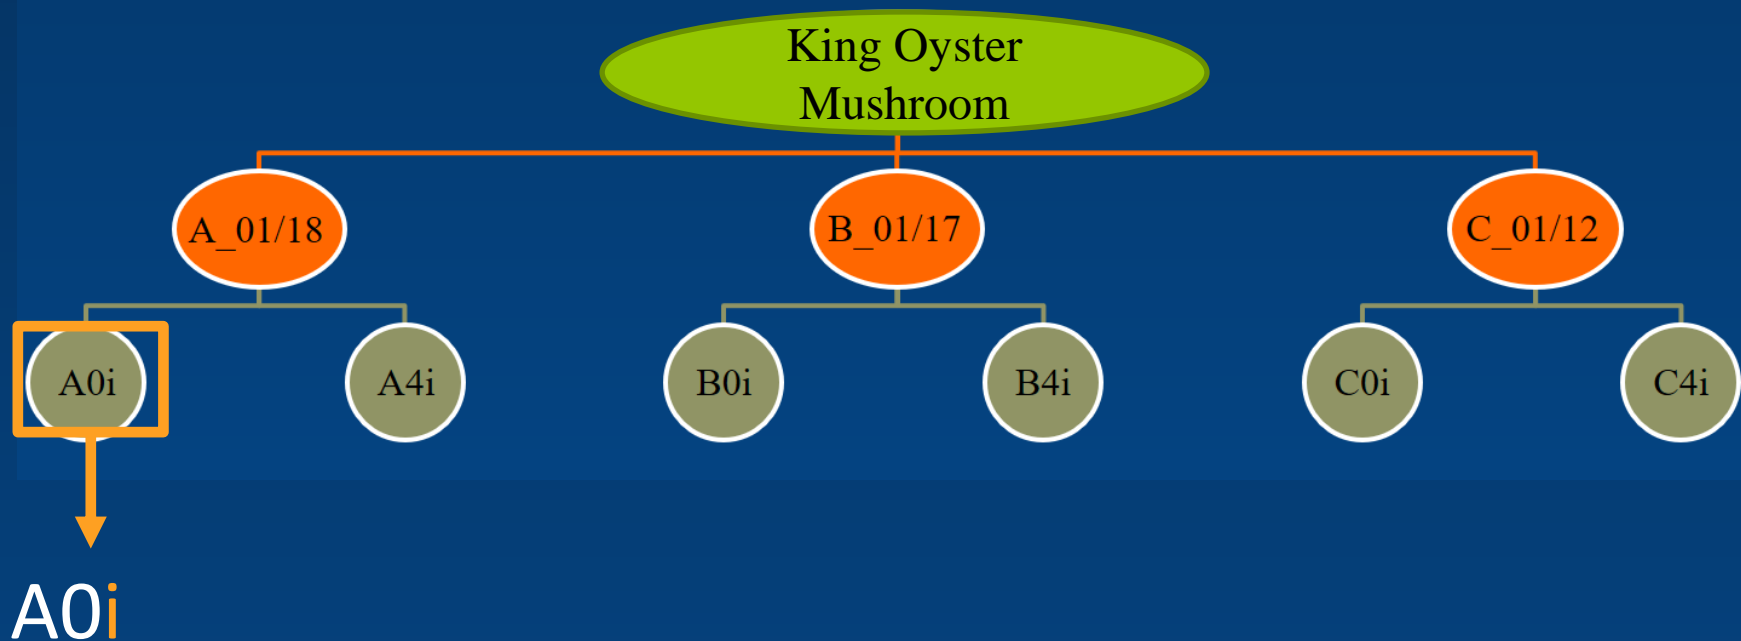 King Oyster
Mushroom
A_01/18
B_01/17
C_01/12
A0i
A4i
B0i
B4i
C0i
C4i
A0i